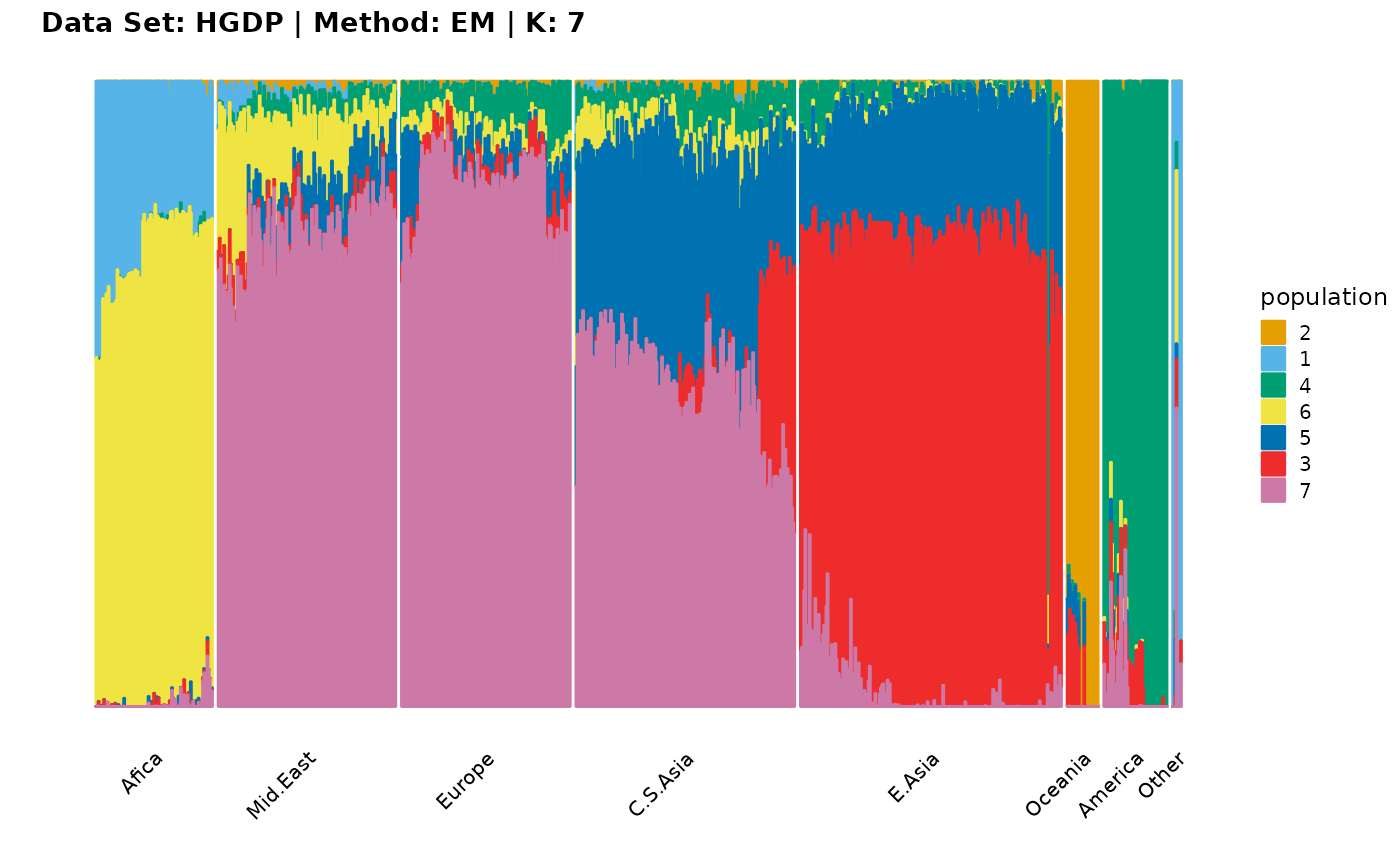 Data Set: HGDP | Method: EM | K: 7
population
2
1
4
6
5
3
7
Afica
Mid.East
Europe
C.S.Asia
E.Asia
Oceania
America
Other